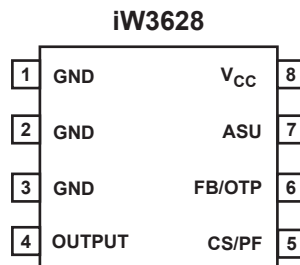 iW3628
1 GND VCC 8
2 GND ASU 7
3 GND FB/OTP 6
4 OUTPUT CS/PF 5